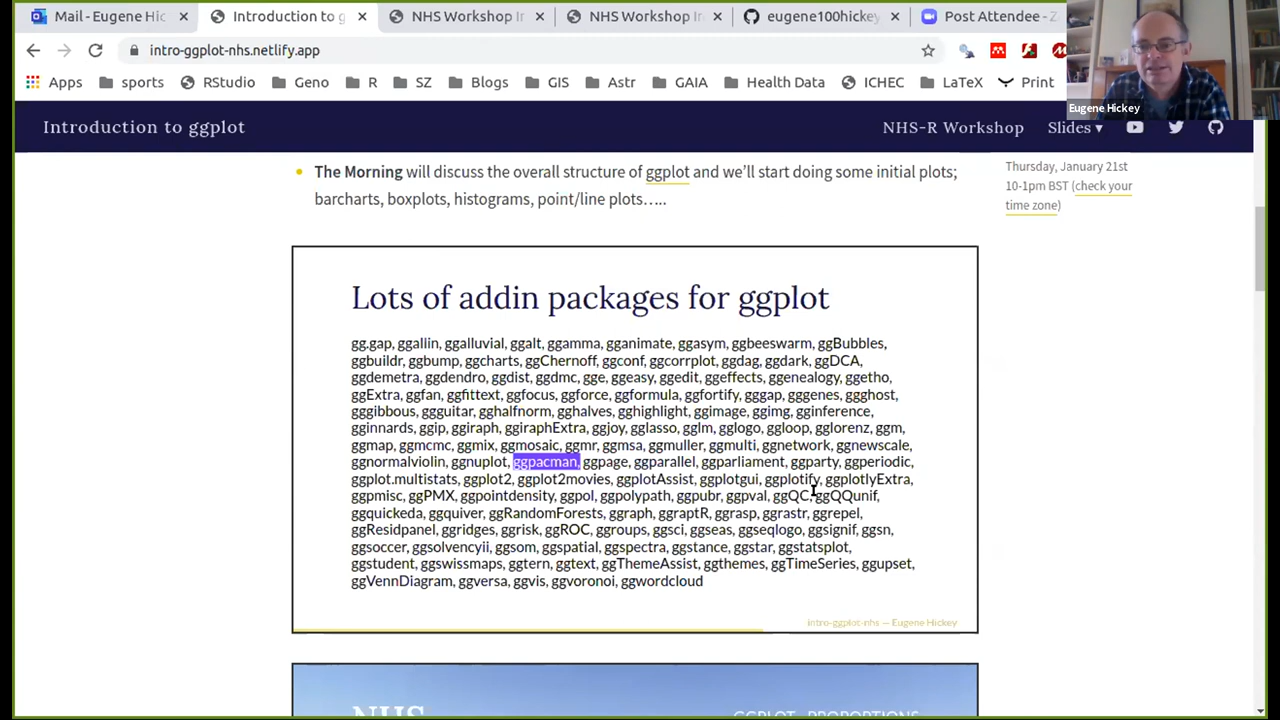 Mail - Eugene Hic
Introduction to g
NHS Workshop In
NHS Workshop In
eugene100hickey
Post Attendee - Z
intro-ggplot-nhs.netlify.app
Apps
sports
RStudio
Geno
R
SZ
Blogs
GIS
Astr
GAIA
Health Data
ICHEC
LaTeX
Print
Eugene Hickey
Introduction to ggplot
NHS-R Workshop
Slides
The Morning will discuss the overall structure of ggplot and we'll start doing some initial plots;
barcharts, boxplots, histograms, point/line plots.....
Thursday, January 21st
10-1pm BST (check your
time zone)
Lots of addin packages for ggplot
gg.gap, ggallin, ggalluvial, ggalt, ggamma, gganimate, ggasym, ggbeeswarm, ggBubbles,
ggbuildr, ggbump, ggcharts, ggChernoff, ggconf, ggcorrplot, ggdag, ggdark, ggDCA,
ggdemetra, ggdendro, ggdist, ggdmc, gge, ggeasy, ggedit, ggeffects, ggenealogy, ggetho,
ggExtra, ggfan, ggfittext, ggfocus, ggforce, ggformula, ggfortify, gggap, gggenes, ggghost,
gggibbous, ggguitar, gghalfnorm, gghalves, gghighlight, ggimage, ggimg, gginference,
gginnards, ggip, ggiraph, ggiraphExtra, ggjoy, gglasso, gglm, gglogo, ggloop, gglorenz, ggm,
ggmap, ggmcmc, ggmix, ggmosaic, ggmr, ggmsa, ggmuller, ggmulti, ggnetwork, ggnewscale,
ggnormalviolin, ggnuplot, ggpacman, ggpage, ggparallel, ggparliament, ggparty, ggperiodic,
ggplot.multistats, ggplot2, ggplot2movies, ggplotAssist, ggplotgui, ggplotify, ggplotlyExtra,
ggpmisc, ggPMX, ggpointdensity, ggpol, ggpolypath, ggpubr, ggpval, ggQC, ggQQunif,
ggquickeda, ggquiver, ggRandomForests, ggraph, ggraptR, ggrasp, ggrastr, ggrepel,
ggResidpanel, ggridges, ggrisk, ggROC, ggroups, ggsci, ggseas, ggseqlogo, ggsignif, ggsn,
ggsoccer, ggsolvencyii, ggsom, ggspatial, ggspectra, ggstance, ggstar, ggstatsplot,
ggstudent, ggswissmaps, ggtern, ggtext, ggThemeAssist, ggthemes, ggTimeSeries, ggupset,
ggVennDiagram, ggversa, ggvis, ggvoronoi, ggwordcloud
intro-ggplot-nhs — Eugene Hickey
NHS
GGPLOT PROPORTIONS